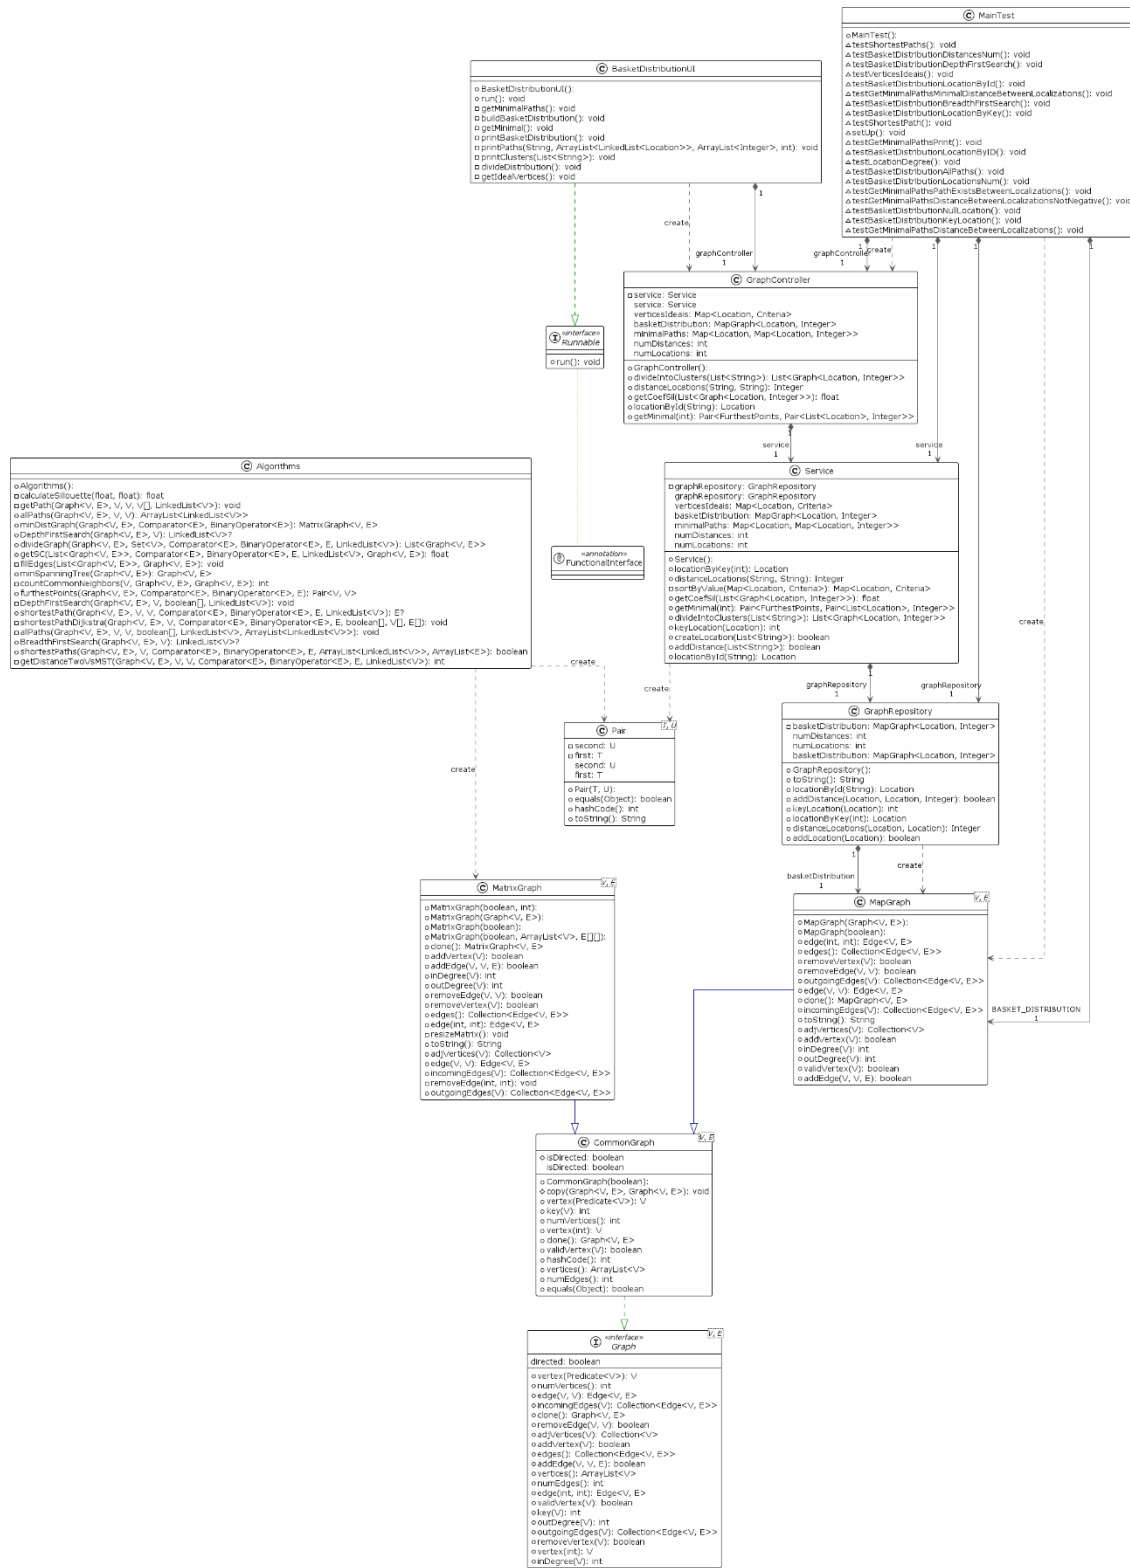 MainTest
MainTest():
testShortestPaths(): void
testBasketDistributionDistancesNum(): void
testBasketDistributionDepthFirstSearch(): void
testVerticesIdeais(): void
testBasketDistributionLocationById(): void
testGetMinimalPathsMinimalDistanceBetweenLocalizations(): void
testBasketDistributionBreadthFirstSearch(): void
testBasketDistributionLocationByKey(): void
testShortestPath(): void
setUp(): void
testGetMinimalPathsPrint(): void
testBasketDistributionLocationByID(): void
testLocationDegree(): void
testBasketDistributionAllPaths(): void
testBasketDistributionLocationsNum(): void
testGetMinimalPathsPathExistsBetweenLocalizations(): void
testGetMinimalPathsDistanceBetweenLocalizationsNotNegative(): void
testBasketDistributionNullLocation(): void
testBasketDistributionKeyLocation(): void
testGetMinimalPathsDistanceBetweenLocalizations(): void
BasketDistributionUI
BasketDistributionUI():
run(): void
getMinimalPaths(): void
buildBasketDistribution(): void
getMinimal(): void
printBasketDistribution(): void
printPaths(String, ArrayList<LinkedList<Location>>, ArrayList<Integer>, int): void
printClusters(List<String>): void
divideDistribution(): void
getIdealVertices(): void
1
create
graphController
1
1
graphController
1
create
1
1
1
GraphController
service: Service
service: Service
verticesIdeais: Map<Location, Criteria>
basketDistribution: MapGraph<Location, Integer>
minimalPaths: Map<Location, Map<Location, Integer>>
numDistances: int
numLocations: int
GraphController():
divideIntoClusters(List<String>): List<Graph<Location, Integer>>
distanceLocations(String, String): Integer
getCoefSil(List<Graph<Location, Integer>>): float
locationById(String): Location
getMinimal(int): Pair<FurthestPoints, Pair<List<Location>, Integer>>
«interface»
Runnable
run(): void
1
service
1
service
1
Algorithms
Algorithms():
calculateSillouette(float, float): float
getPath(Graph<V, E>, V, V, V[], LinkedList<V>): void
allPaths(Graph<V, E>, V, V): ArrayList<LinkedList<V>>
minDistGraph(Graph<V, E>, Comparator<E>, BinaryOperator<E>): MatrixGraph<V, E>
DepthFirstSearch(Graph<V, E>, V): LinkedList<V>?
divideGraph(Graph<V, E>, Set<V>, Comparator<E>, BinaryOperator<E>, E, LinkedList<V>): List<Graph<V, E>>
getSC(List<Graph<V, E>>, Comparator<E>, BinaryOperator<E>, E, LinkedList<V>, Graph<V, E>): float
fillEdges(List<Graph<V, E>>, Graph<V, E>): void
minSpanningTree(Graph<V, E>): Graph<V, E>
countCommonNeighbors(V, Graph<V, E>, Graph<V, E>): int
furthestPoints(Graph<V, E>, Comparator<E>, BinaryOperator<E>, E): Pair<V, V>
DepthFirstSearch(Graph<V, E>, V, boolean[], LinkedList<V>): void
shortestPath(Graph<V, E>, V, V, Comparator<E>, BinaryOperator<E>, E, LinkedList<V>): E?
shortestPathDijkstra(Graph<V, E>, V, Comparator<E>, BinaryOperator<E>, E, boolean[], V[], E[]): void
allPaths(Graph<V, E>, V, V, boolean[], LinkedList<V>, ArrayList<LinkedList<V>>): void
BreadthFirstSearch(Graph<V, E>, V): LinkedList<V>?
shortestPaths(Graph<V, E>, V, Comparator<E>, BinaryOperator<E>, E, ArrayList<LinkedList<V>>, ArrayList<E>): boolean
getDistanceTwoVsMST(Graph<V, E>, V, V, Comparator<E>, BinaryOperator<E>, E, LinkedList<V>): int
Service
graphRepository: GraphRepository
graphRepository: GraphRepository
verticesIdeais: Map<Location, Criteria>
basketDistribution: MapGraph<Location, Integer>
minimalPaths: Map<Location, Map<Location, Integer>>
numDistances: int
numLocations: int
Service():
locationByKey(int): Location
distanceLocations(String, String): Integer
sortByValue(Map<Location, Criteria>): Map<Location, Criteria>
getCoefSil(List<Graph<Location, Integer>>): float
getMinimal(int): Pair<FurthestPoints, Pair<List<Location>, Integer>>
divideIntoClusters(List<String>): List<Graph<Location, Integer>>
keyLocation(Location): int
createLocation(List<String>): boolean
addDistance(List<String>): boolean
locationById(String): Location
«annotation»
FunctionalInterface
create
create
create
create
1
graphRepository
1
graphRepository
1
Pair
T, U
second: U
first: T
second: U
first: T
Pair(T, U):
equals(Object): boolean
hashCode(): int
toString(): String
GraphRepository
basketDistribution: MapGraph<Location, Integer>
numDistances: int
numLocations: int
basketDistribution: MapGraph<Location, Integer>
GraphRepository():
toString(): String
locationById(String): Location
addDistance(Location, Location, Integer): boolean
keyLocation(Location): int
locationByKey(int): Location
distanceLocations(Location, Location): Integer
addLocation(Location): boolean
1
create
basketDistribution
1
MatrixGraph
V, E
MatrixGraph(boolean, int):
MatrixGraph(Graph<V, E>):
MatrixGraph(boolean):
MatrixGraph(boolean, ArrayList<V>, E[][]):
clone(): MatrixGraph<V, E>
addVertex(V): boolean
addEdge(V, V, E): boolean
inDegree(V): int
outDegree(V): int
removeEdge(V, V): boolean
removeVertex(V): boolean
edges(): Collection<Edge<V, E>>
edge(int, int): Edge<V, E>
resizeMatrix(): void
toString(): String
adjVertices(V): Collection<V>
edge(V, V): Edge<V, E>
incomingEdges(V): Collection<Edge<V, E>>
removeEdge(int, int): void
outgoingEdges(V): Collection<Edge<V, E>>
MapGraph
V, E
MapGraph(Graph<V, E>):
MapGraph(boolean):
edge(int, int): Edge<V, E>
edges(): Collection<Edge<V, E>>
removeVertex(V): boolean
removeEdge(V, V): boolean
outgoingEdges(V): Collection<Edge<V, E>>
edge(V, V): Edge<V, E>
clone(): MapGraph<V, E>
incomingEdges(V): Collection<Edge<V, E>>
toString(): String
adjVertices(V): Collection<V>
addVertex(V): boolean
inDegree(V): int
outDegree(V): int
validVertex(V): boolean
addEdge(V, V, E): boolean
BASKET_DISTRIBUTION
1
CommonGraph
V, E
isDirected: boolean
isDirected: boolean
CommonGraph(boolean):
copy(Graph<V, E>, Graph<V, E>): void
vertex(Predicate<V>): V
key(V): int
numVertices(): int
vertex(int): V
clone(): Graph<V, E>
validVertex(V): boolean
hashCode(): int
vertices(): ArrayList<V>
numEdges(): int
equals(Object): boolean
«interface»
Graph
V, E
directed: boolean
vertex(Predicate<V>): V
numVertices(): int
edge(V, V): Edge<V, E>
incomingEdges(V): Collection<Edge<V, E>>
clone(): Graph<V, E>
removeEdge(V, V): boolean
adjVertices(V): Collection<V>
addVertex(V): boolean
edges(): Collection<Edge<V, E>>
addEdge(V, V, E): boolean
vertices(): ArrayList<V>
numEdges(): int
edge(int, int): Edge<V, E>
validVertex(V): boolean
key(V): int
outDegree(V): int
outgoingEdges(V): Collection<Edge<V, E>>
removeVertex(V): boolean
vertex(int): V
inDegree(V): int